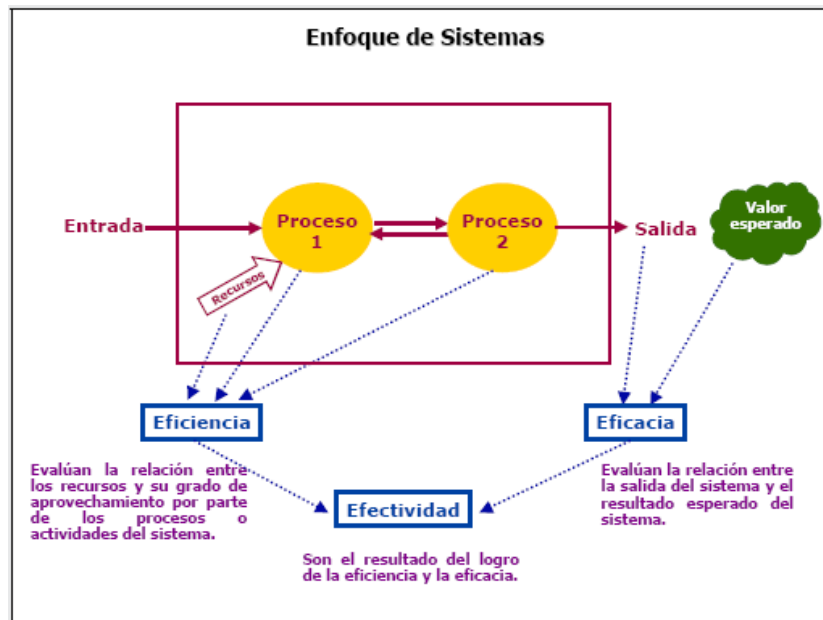 Enfoque de Sistemas
Entrada
Proceso
1
Proceso
2
Salida
Valor
esperado
Recursos
Eficiencia
Evalúan la relación entre
los recursos y su grado de
aprovechamiento por parte
de los procesos o
actividades del sistema.
Eficacia
Evalúan la relación entre
la salida del sistema y el
resultado esperado del
sistema.
Efectividad
Son el resultado del logro
de la eficiencia y la eficacia.